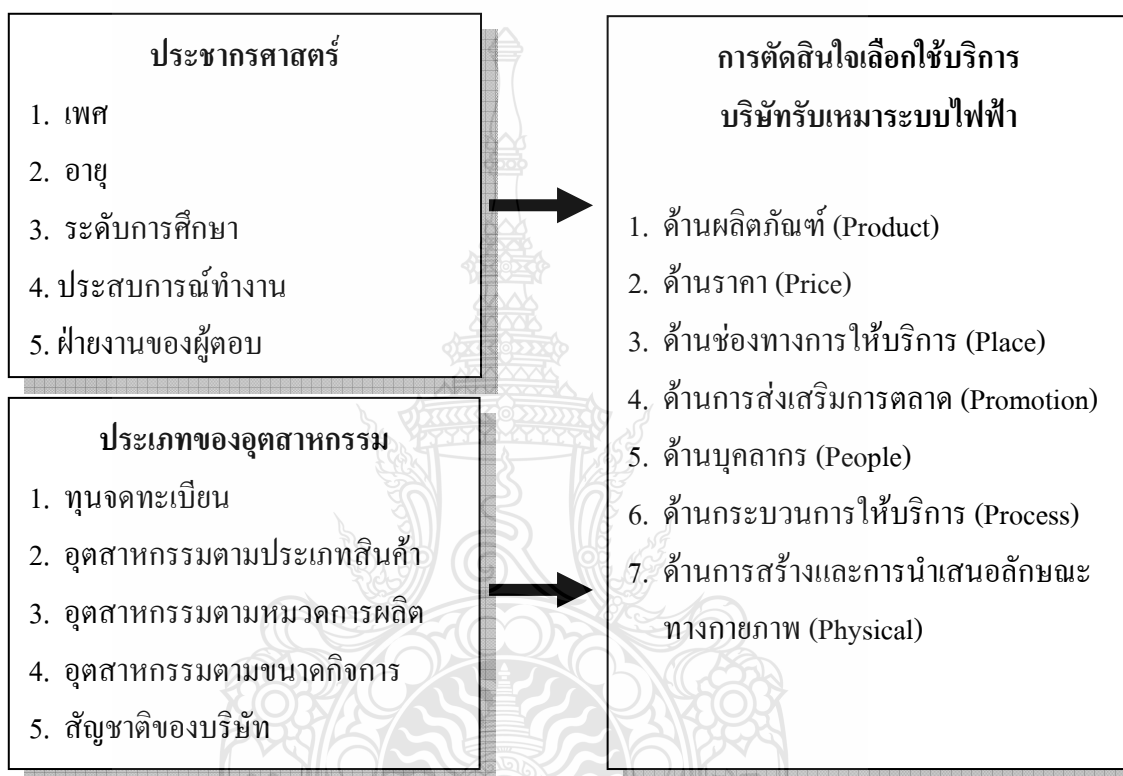 ประชากรศาสตร์
1. เพศ
2. อายุ
3. ระดับการศึกษา
4. ประสบการณ์ทำงาน
5. ฝ่ายงานของผู้ตอบ
ประเภทของอุตสาหกรรม
1. ทุนจดทะเบียน
2. อุตสาหกรรมตามประเภทสินค้า
3. อุตสาหกรรมตามหมวดการผลิต
4. อุตสาหกรรมตามขนาดกิจการ
5. สัญชาติของบริษัท
การตัดสินใจเลือกใช้บริการ
บริษัทรับเหมาระบบไฟฟ้า
1. ด้านผลิตภัณฑ์ (Product)
2. ด้านราคา (Price)
3. ด้านช่องทางการให้บริการ (Place)
4. ด้านการส่งเสริมการตลาด (Promotion)
5. ด้านบุคลากร (People)
6. ด้านกระบวนการให้บริการ (Process)
7. ด้านการสร้างและการนำเสนอลักษณะ
ทางกายภาพ (Physical)